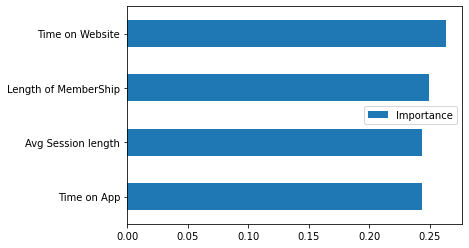 Time on Website
Length of MemberShip
Importance
Avg Session length
Time on App
0.00 0.05 0.10 0.15 0.20 0.25